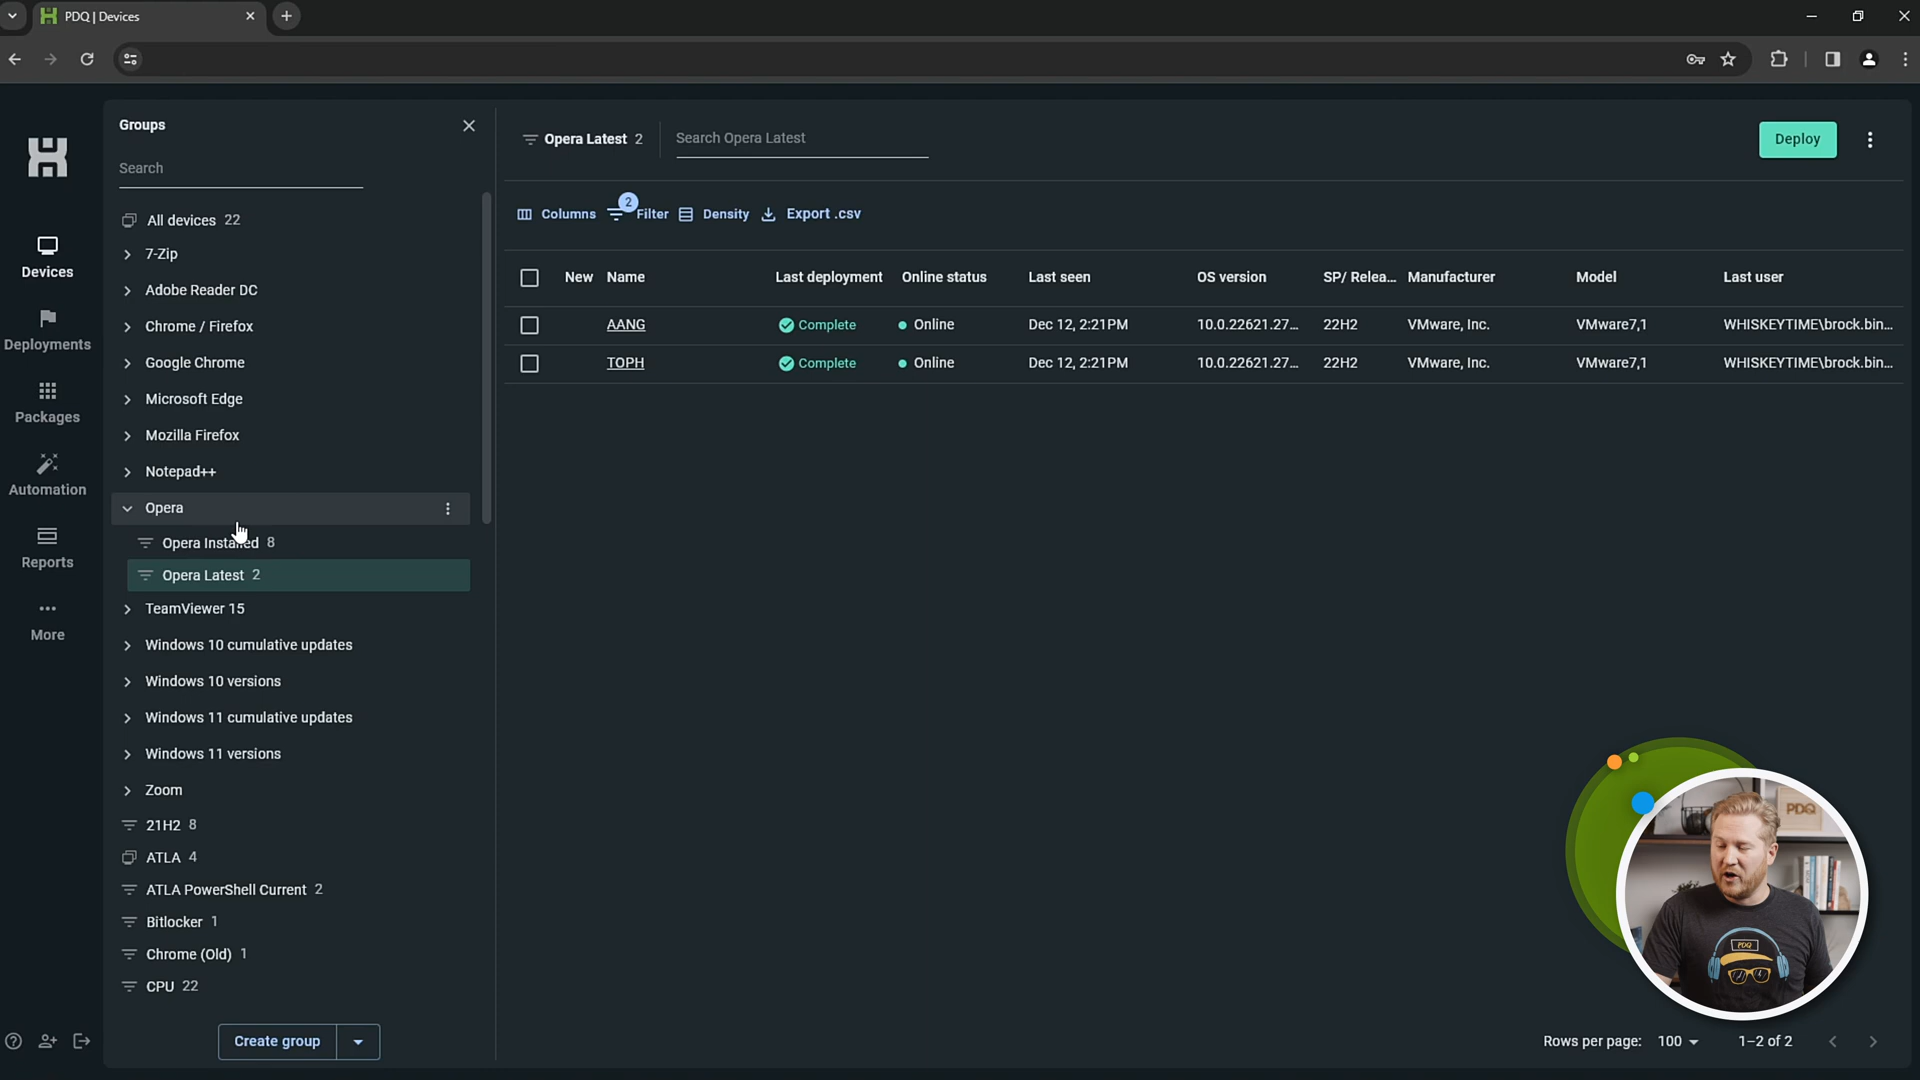 PDQ | Devices
Groups
Search
All devices 22
7-Zip
Adobe Reader DC
Chrome / Firefox
Google Chrome
Microsoft Edge
Mozilla Firefox
Notepad++
Opera
Opera Installed 8
Opera Latest 2
TeamViewer 15
Windows 10 cumulative updates
Windows 10 versions
Windows 11 cumulative updates
Windows 11 versions
Zoom
21H2 8
ATLA 4
ATLA PowerShell Current 2
Bitlocker 1
Chrome (Old) 1
CPU 22
Create group
Devices
Deployments
Packages
Automation
Reports
More
Opera Latest 2
Search Opera Latest
Deploy
Columns 2 Filter Density Export .csv
New Name Last deployment Online status Last seen OS version SP/ Relea... Manufacturer Model Last user
AANG Complete Online Dec 12, 2:21PM 10.0.22621.27... 22H2 VMware, Inc. VMware7,1 WHISKEYTIME\brock.bin...
TOPH Complete Online Dec 12, 2:21PM 10.0.22621.27... 22H2 VMware, Inc. VMware7,1 WHISKEYTIME\brock.bin...
PDQ
PDQ
Rows per page: 100 1–2 of 2